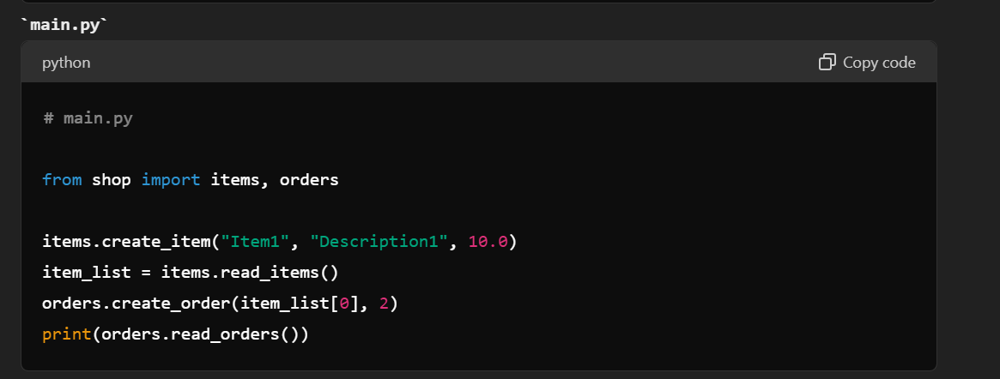 `main.py`
python
Copy code
# main.py
from shop import items, orders
items.create_item("Item1", "Description1", 10.0)
item_list = items.read_items()
orders.create_order(item_list[0], 2)
print(orders.read_orders())